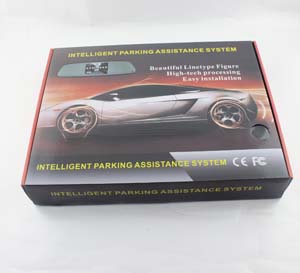 INTELLIGENT PARKING ASSISTANCE SYSTEM
Beautiful Linetype Figure
High-tech processing
Easy installation
INTELLIGENT PARKING ASSISTANCE SYSTEM CE FC
INTELLIGENT PARKING ASSISTANCE SYSTEM